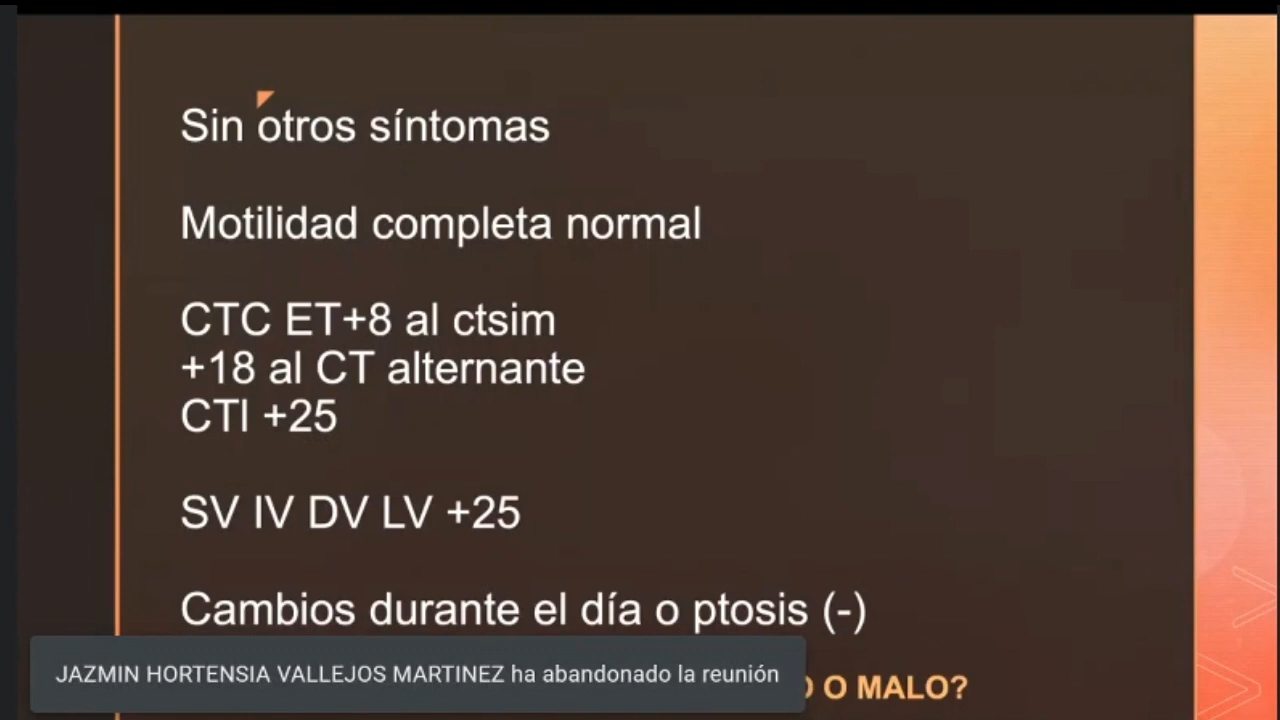 Sin otros síntomas
Motilidad completa normal
CTC ET+8 al ctsim
+18 al CT alternante
CTI +25
SV IV DV LV +25
Cambios durante el día o ptosis (-)
JAZMIN HORTENSIA VALLEJOS MARTINEZ ha abandonado la reunión
O MALO?